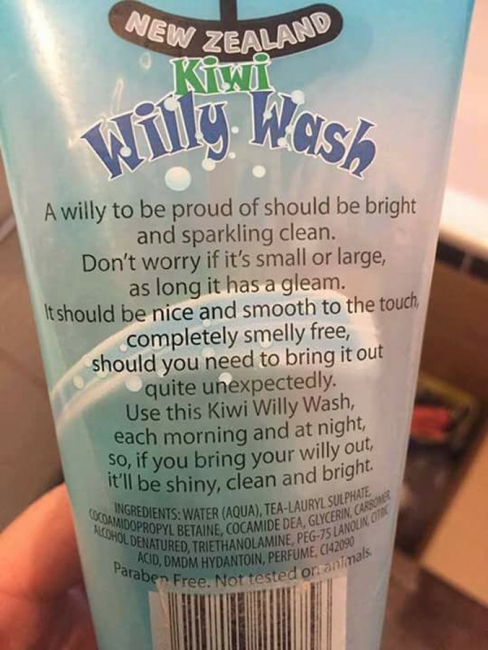 NEW ZEALAND
Kiwi
Willy Wash
A willy to be proud of should be bright
and sparkling clean.
Don't worry if it's small or large,
as long it has a gleam.
It should be nice and smooth to the touch,
completely smelly free,
should you need to bring it out
quite unexpectedly.
Use this Kiwi Willy Wash,
each morning and at night,
so, if you bring your willy out,
it'll be shiny, clean and bright.
INGREDIENTS: WATER (AQUA), TEA-LAURYL SULPHATE,
COCOAMIDOPROPYL BETAINE, COCAMIDE DEA, GLYCERIN, CARBOMER,
ALCOHOL DENATURED, TRIETHANOLAMINE, PEG-75 LANOLIN, CITRIC
ACID, DMDM HYDANTOIN, PERFUME, CI42090
Paraben Free. Not tested on animals.